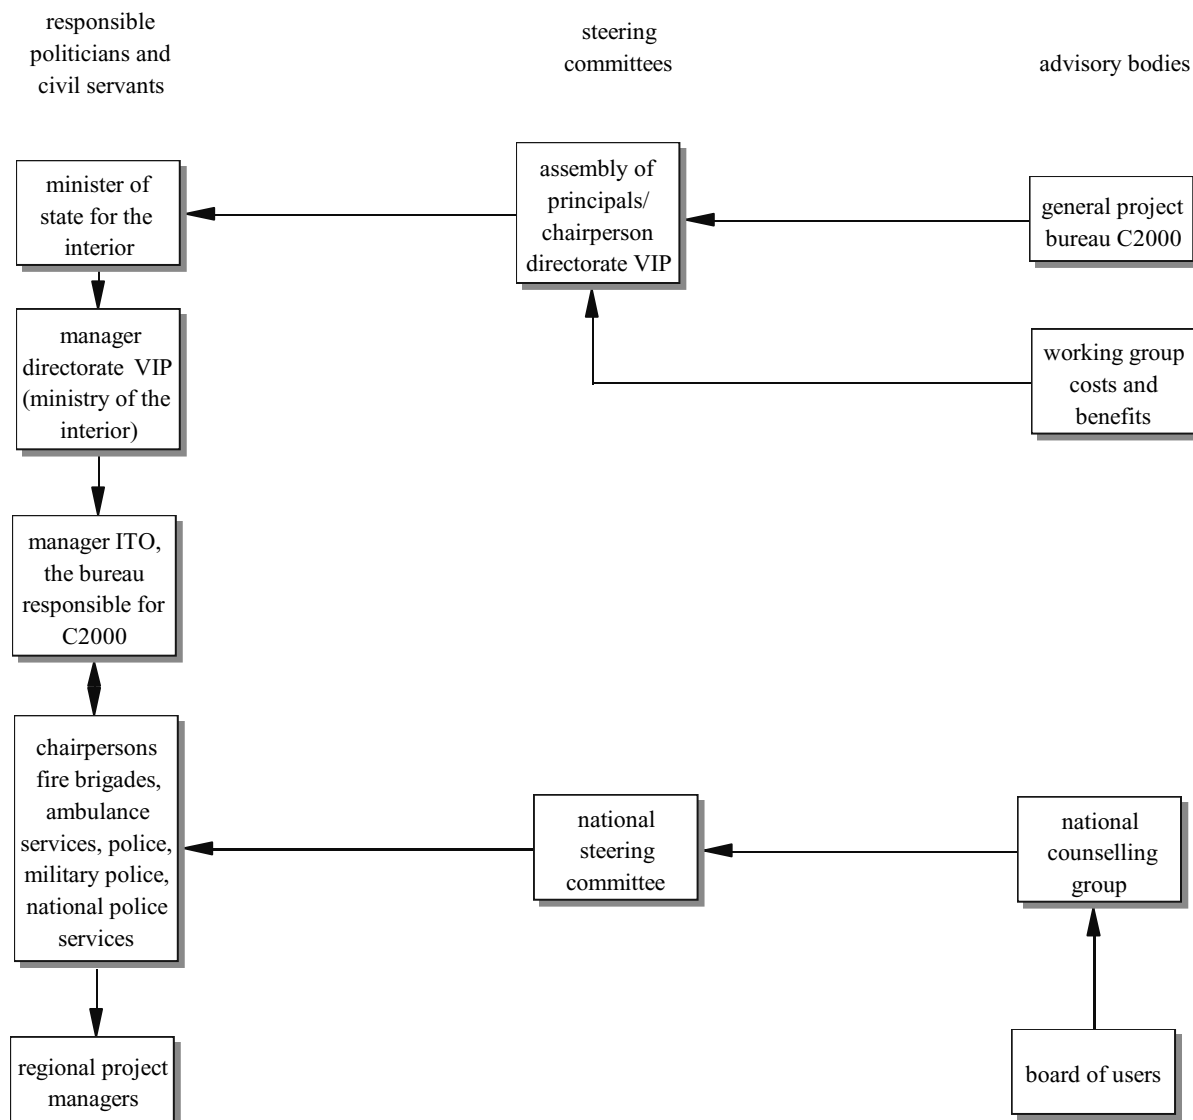 responsible
politicians and
civil servants
steering
committees
advisory bodies
minister of
state for the
interior
assembly of
principals/
chairperson
directorate VIP
general project
bureau C2000
manager
directorate VIP
(ministry of the
interior)
working group
costs and
benefits
manager ITO,
the bureau
responsible for
C2000
chairpersons
fire brigades,
ambulance
services, police,
military police,
national police
services
national
steering
committee
national
counselling
group
regional project
managers
board of users